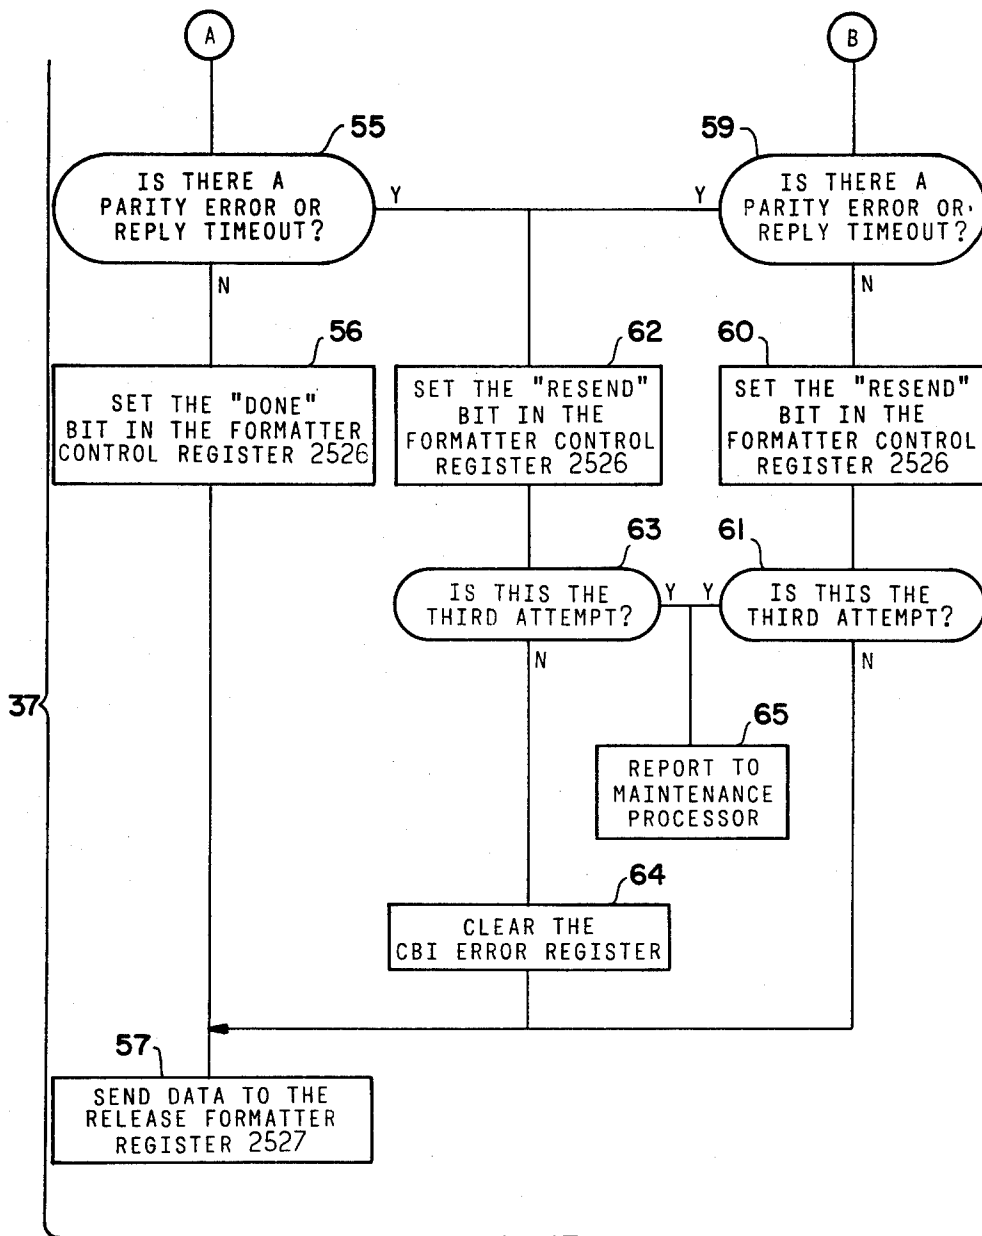 A
B
55
59
IS THERE A
PARITY ERROR OR
REPLY TIMEOUT?
Y
Y
IS THERE A
PARITY ERROR OR
REPLY TIMEOUT?
N
N
56
62
60
SET THE "DONE"
BIT IN THE FORMATTER
CONTROL REGISTER 2526
SET THE "RESEND"
BIT IN THE
FORMATTER CONTROL
REGISTER 2526
SET THE "RESEND"
BIT IN THE
FORMATTER CONTROL
REGISTER 2526
63
61
IS THIS THE
THIRD ATTEMPT?
Y
Y
IS THIS THE
THIRD ATTEMPT?
N
N
37
65
REPORT TO
MAINTENANCE
PROCESSOR
64
CLEAR THE
CBI ERROR REGISTER
57
SEND DATA TO THE
RELEASE FORMATTER
REGISTER 2527